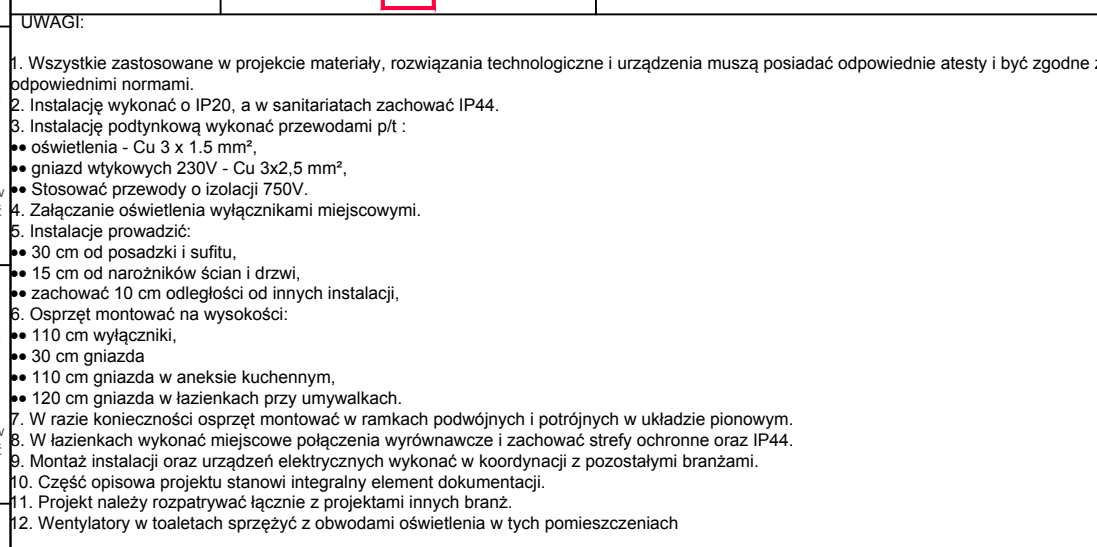 UWAGI:
1. Wszystkie zastosowane w projekcie materiały, rozwiązania technologiczne i urządzenia muszą posiadać odpowiednie atesty i być zgodne z
odpowiednimi normami.
2. Instalację wykonać o IP20, a w sanitariatach zachować IP44.
3. Instalację podtynkową wykonać przewodami p/t :
•• oświetlenia - Cu 3 x 1.5 mm²,
•• gniazd wtykowych 230V - Cu 3x2,5 mm²,
•• Stosować przewody o izolacji 750V.
4. Załączanie oświetlenia wyłącznikami miejscowymi.
5. Instalacje prowadzić:
•• 30 cm od posadzki i sufitu,
•• 15 cm od narożników ścian i drzwi,
•• zachować 10 cm odległości od innych instalacji,
6. Osprzęt montować na wysokości:
•• 110 cm wyłączniki,
•• 30 cm gniazda
•• 110 cm gniazda w aneksie kuchennym,
•• 120 cm gniazda w łazienkach przy umywalkach.
7. W razie konieczności osprzęt montować w ramkach podwójnych i potrójnych w układzie pionowym.
8. W łazienkach wykonać miejscowe połączenia wyrównawcze i zachować strefy ochronne oraz IP44.
9. Montaż instalacji oraz urządzeń elektrycznych wykonać w koordynacji z pozostałymi branżami.
10. Część opisowa projektu stanowi integralny element dokumentacji.
11. Projekt należy rozpatrywać łącznie z projektami innych branż.
12. Wentylatory w toaletach sprzężyć z obwodami oświetlenia w tych pomieszczeniach